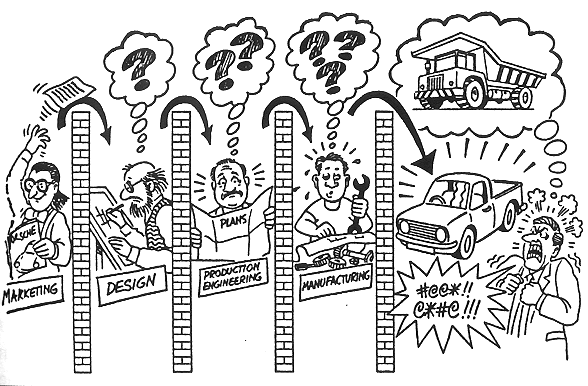 ?
? ?
? ? ?
PLANS
MARKETING
DESIGN
PRODUCTION
ENGINEERING
MANUFACTURING
#@@*!!
@*#@!!!